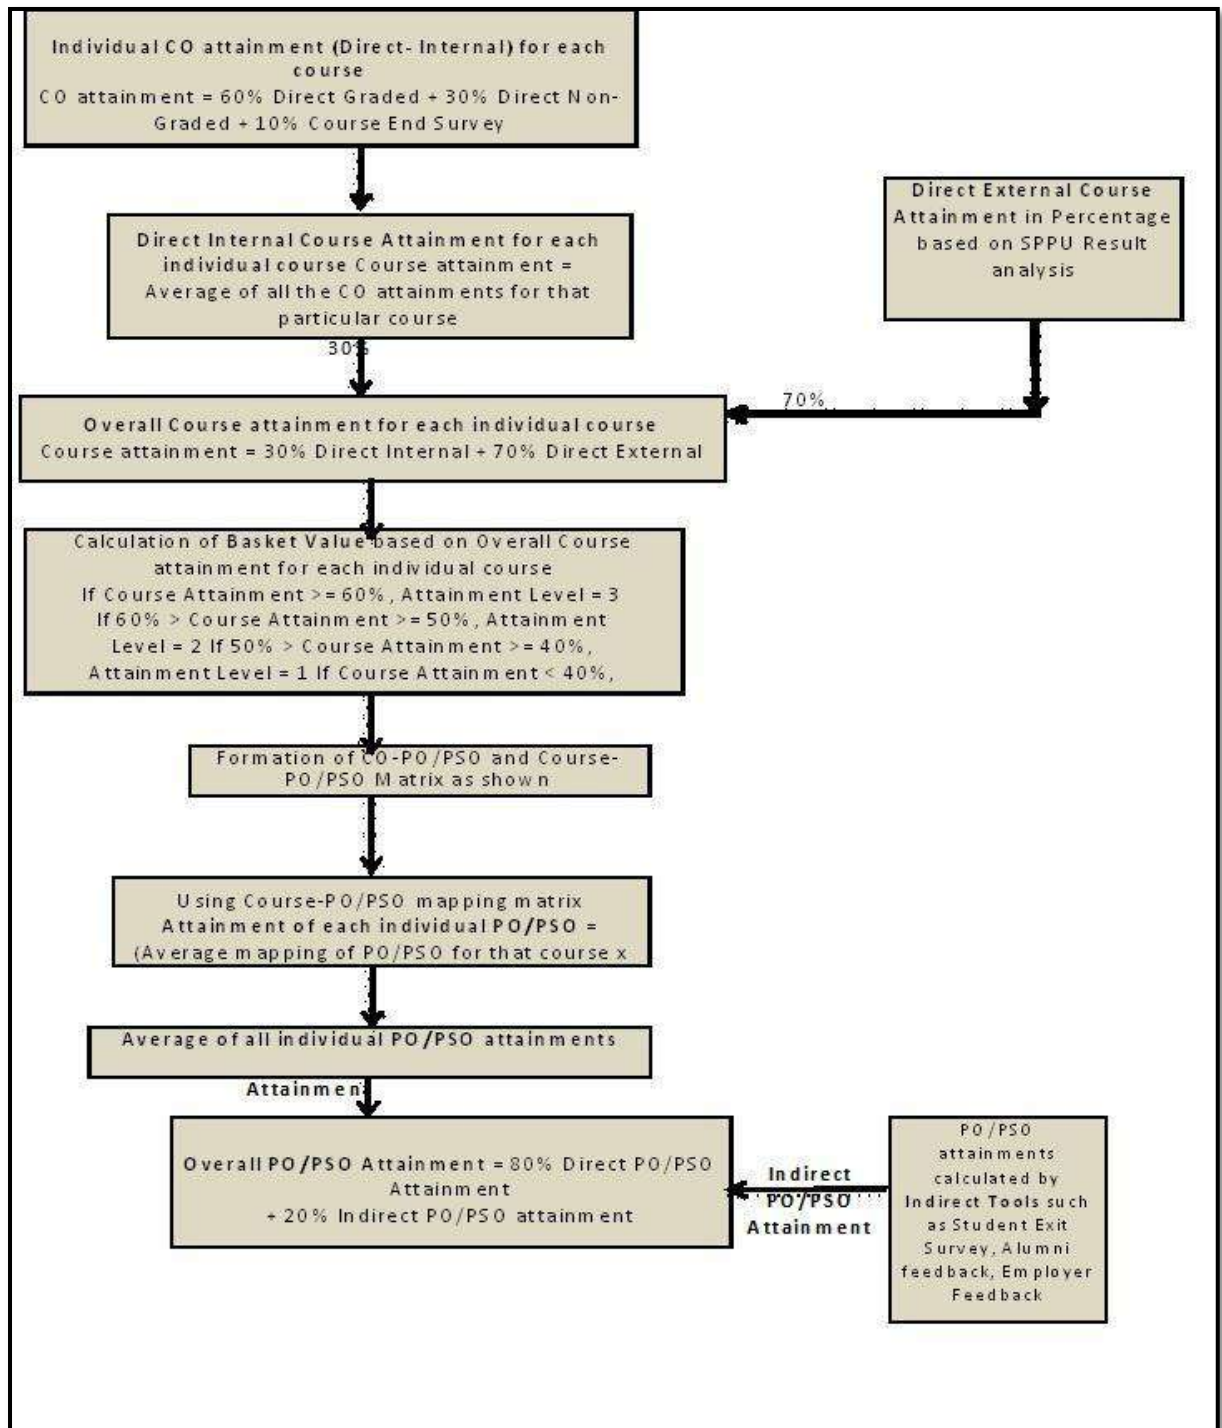 Individual CO attainment (Direct- Internal) for each
course
CO attainment = 60% Direct Graded + 30% Direct Non-
Graded + 10% Course End Survey
Direct External Course
Attainment in Percentage
based on SPPU Result
analysis
Direct Internal Course Attainment for each
individual course Course attainment =
Average of all the CO attainments for that
particular course
30%
70%
Overall Course attainment for each individual course
Course attainment = 30% Direct Internal + 70% Direct External
Calculation of Basket Value based on Overall Course
attainment for each individual course
If Course Attainment >= 60%, Attainment Level = 3
If 60% > Course Attainment >= 50%, Attainment
Level = 2 If 50% > Course Attainment >= 40%,
Attainment Level = 1 If Course Attainment < 40%,
Formation of CO-PO/PSO and Course-
PO/PSO Matrix as shown
Using Course-PO/PSO mapping matrix
Attainment of each individual PO/PSO =
(Average mapping of PO/PSO for that course x
Average of all individual PO/PSO attainments
Attainmen
Overall PO/PSO Attainment = 80% Direct PO/PSO
Attainment
+ 20% Indirect PO/PSO attainment
Indirect
PO/PSO
Attainment
PO/PSO
attainments
calculated by
Indirect Tools such
as Student Exit
Survey, Alumni
feedback, Employer
Feedback